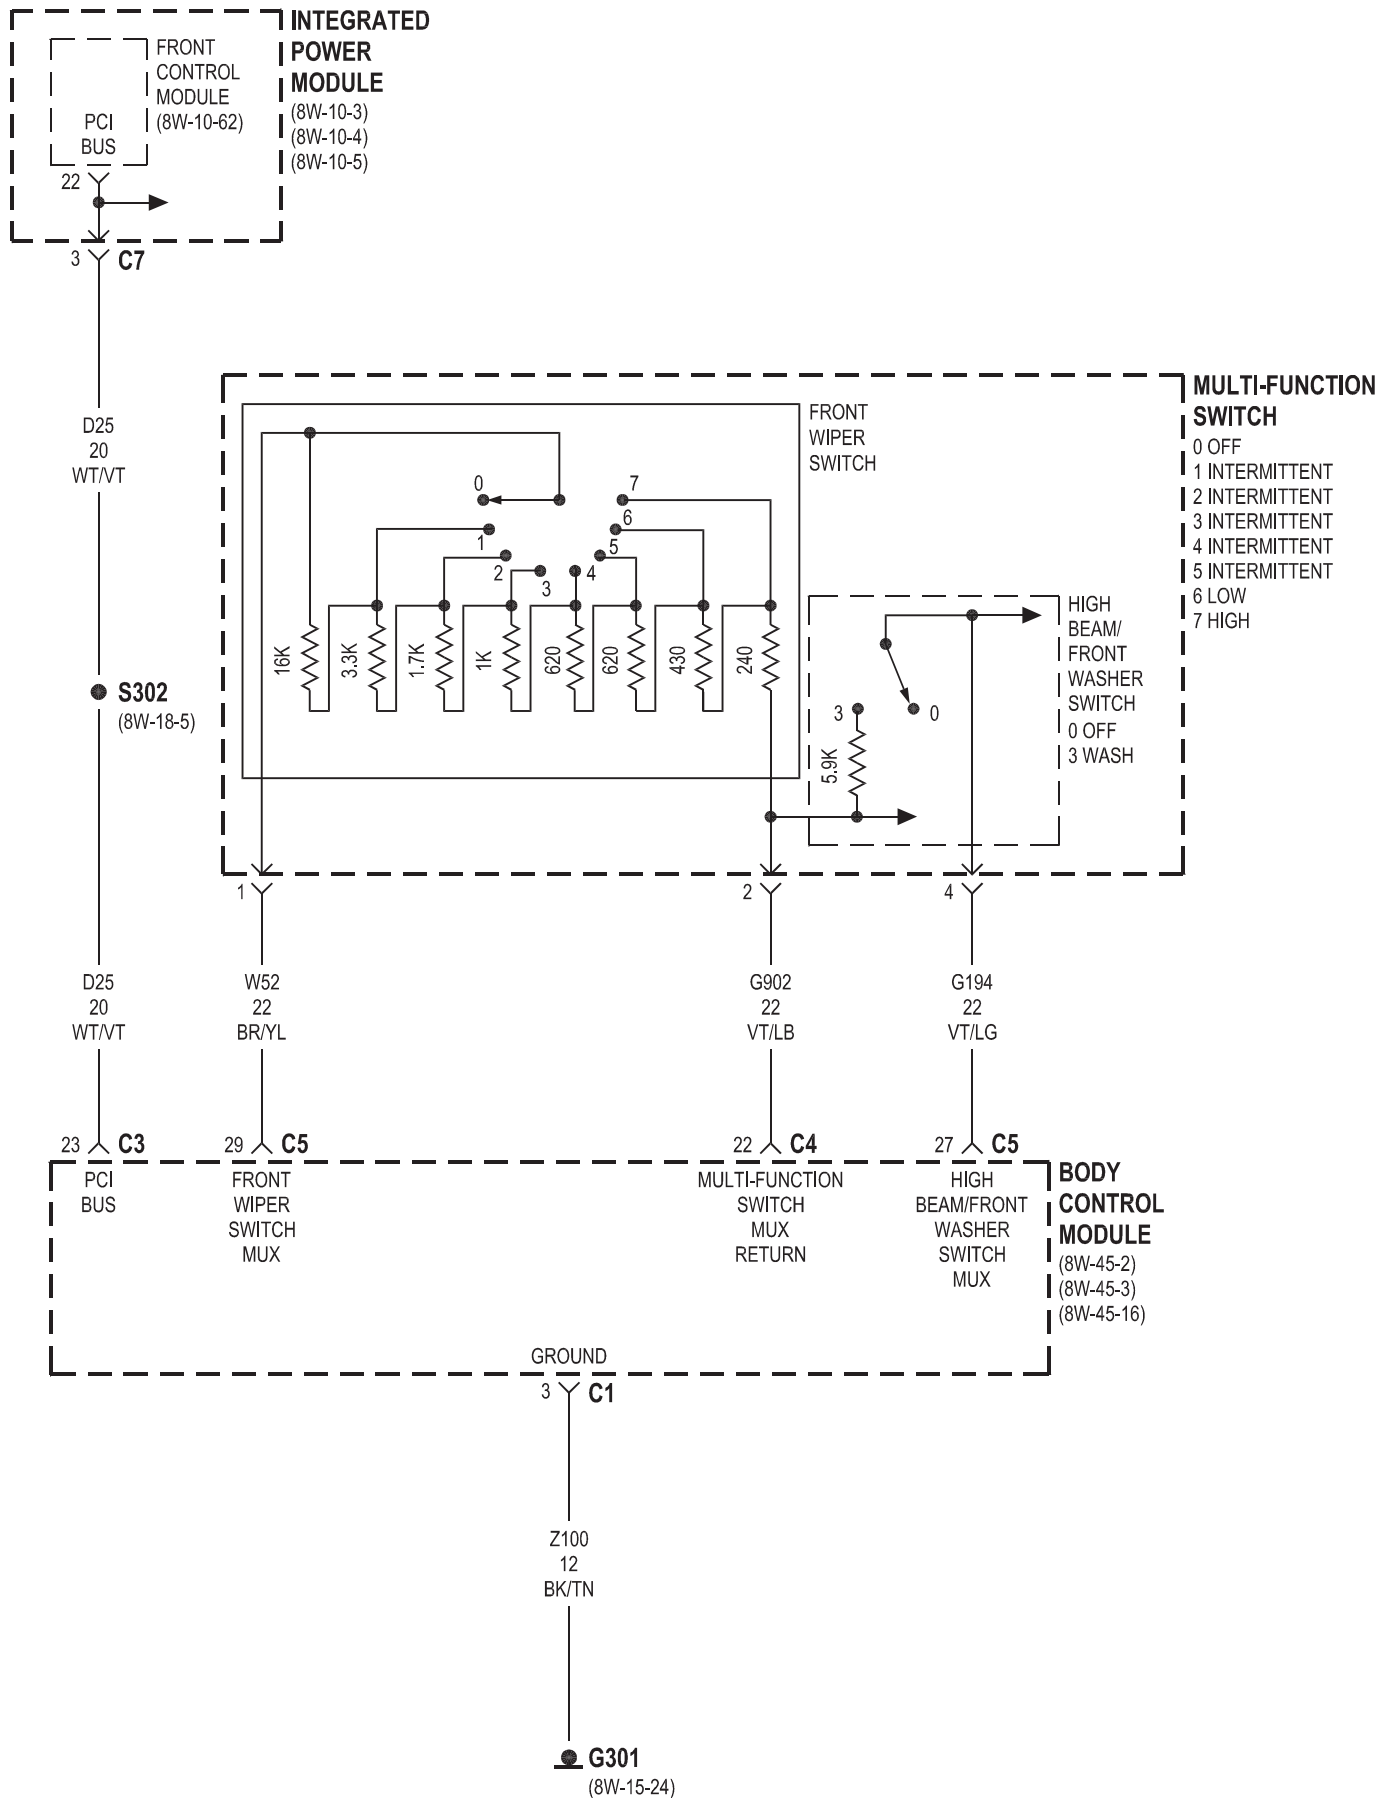 INTEGRATED
POWER
MODULE
(8W-10-3)
(8W-10-4)
(8W-10-5)
FRONT
CONTROL
MODULE
(8W-10-62)
PCI
BUS
22
3
C7
D25
20
WT/VT
S302
(8W-18-5)
D25
20
WT/VT
MULTI-FUNCTION
SWITCH
0 OFF
1 INTERMITTENT
2 INTERMITTENT
3 INTERMITTENT
4 INTERMITTENT
5 INTERMITTENT
6 LOW
7 HIGH
FRONT
WIPER
SWITCH
0
1
2
3
4
5
6
7
16K
3.3K
1.7K
1K
620
620
430
240
HIGH
BEAM/
FRONT
WASHER
SWITCH
0 OFF
3 WASH
3
0
5.9K
1
2
4
W52
22
BR/YL
G902
22
VT/LB
G194
22
VT/LG
23
C3
29
C5
22
C4
27
C5
PCI
BUS
FRONT
WIPER
SWITCH
MUX
MULTI-FUNCTION
SWITCH
MUX
RETURN
HIGH
BEAM/FRONT
WASHER
SWITCH
MUX
BODY
CONTROL
MODULE
(8W-45-2)
(8W-45-3)
(8W-45-16)
GROUND
3
C1
Z100
12
BK/TN
G301
(8W-15-24)